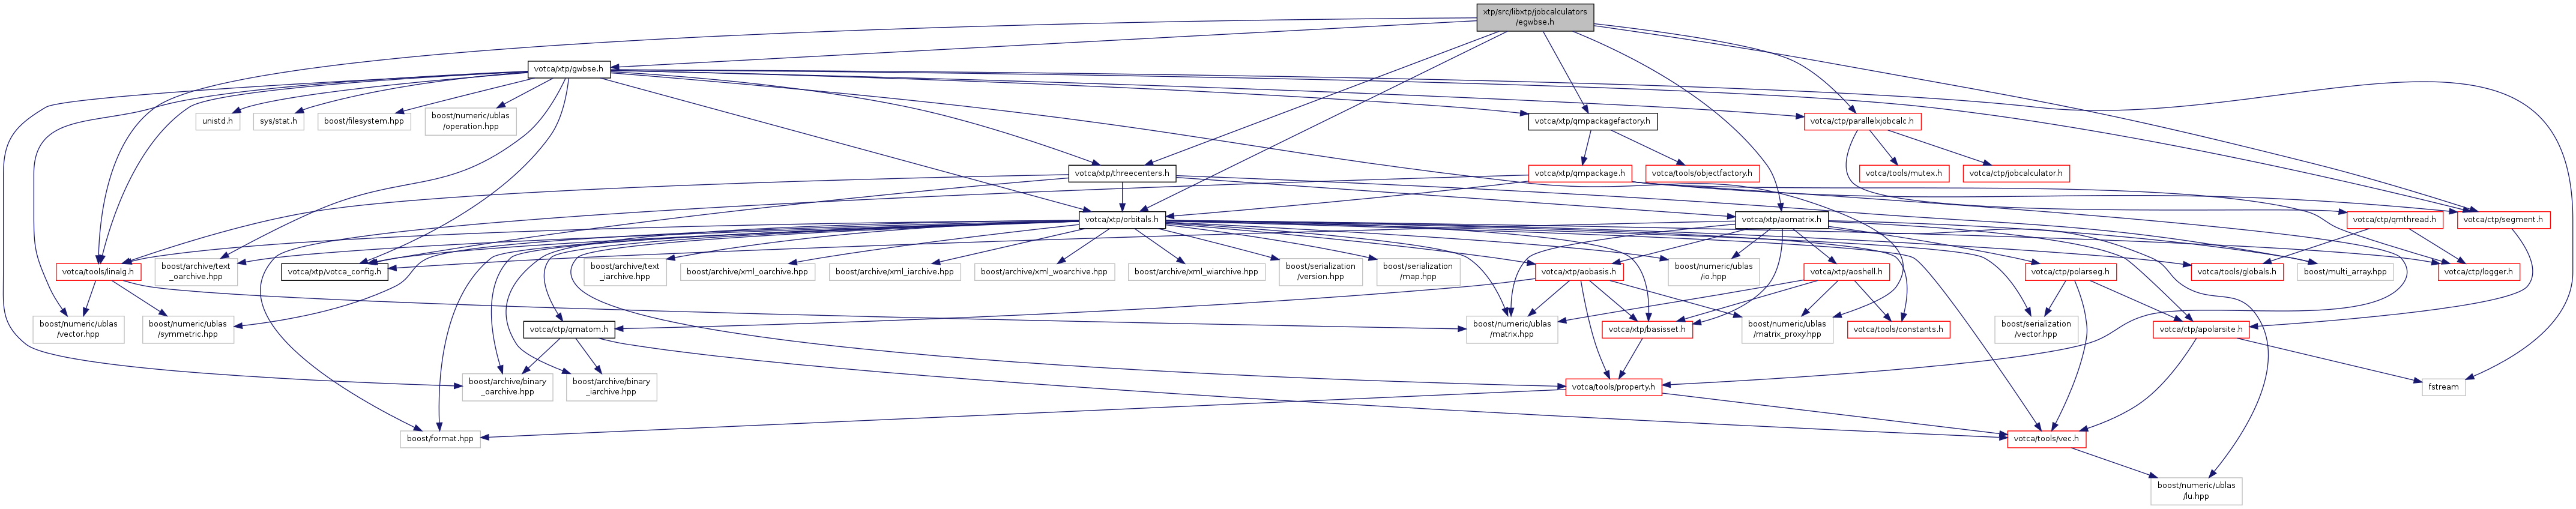 xtp/src/libxtp/jobcalculators
/egwbse.h
votca/xtp/gwbse.h
unistd.h
sys/stat.h
boost/filesystem.hpp
boost/numeric/ublas
/operation.hpp
votca/xtp/qmpackagefactory.h
votca/ctp/parallelxjobcalc.h
votca/xtp/threecenters.h
votca/xtp/qmpackage.h
votca/tools/objectfactory.h
votca/tools/mutex.h
votca/ctp/jobcalculator.h
votca/xtp/orbitals.h
votca/xtp/aomatrix.h
votca/ctp/qmthread.h
votca/ctp/segment.h
votca/tools/linalg.h
boost/archive/text
_oarchive.hpp
votca/xtp/votca_config.h
boost/archive/text
_iarchive.hpp
boost/archive/xml_oarchive.hpp
boost/archive/xml_iarchive.hpp
boost/archive/xml_woarchive.hpp
boost/archive/xml_wiarchive.hpp
boost/serialization
/version.hpp
boost/serialization
/map.hpp
votca/xtp/aobasis.h
boost/numeric/ublas
/io.hpp
votca/xtp/aoshell.h
votca/ctp/polarseg.h
votca/tools/globals.h
boost/multi_array.hpp
votca/ctp/logger.h
boost/numeric/ublas
/vector.hpp
boost/numeric/ublas
/symmetric.hpp
votca/ctp/qmatom.h
boost/numeric/ublas
/matrix.hpp
votca/xtp/basisset.h
boost/numeric/ublas
/matrix_proxy.hpp
votca/tools/constants.h
boost/serialization
/vector.hpp
votca/ctp/apolarsite.h
boost/archive/binary
_oarchive.hpp
boost/archive/binary
_iarchive.hpp
votca/tools/property.h
fstream
boost/format.hpp
votca/tools/vec.h
boost/numeric/ublas
/lu.hpp